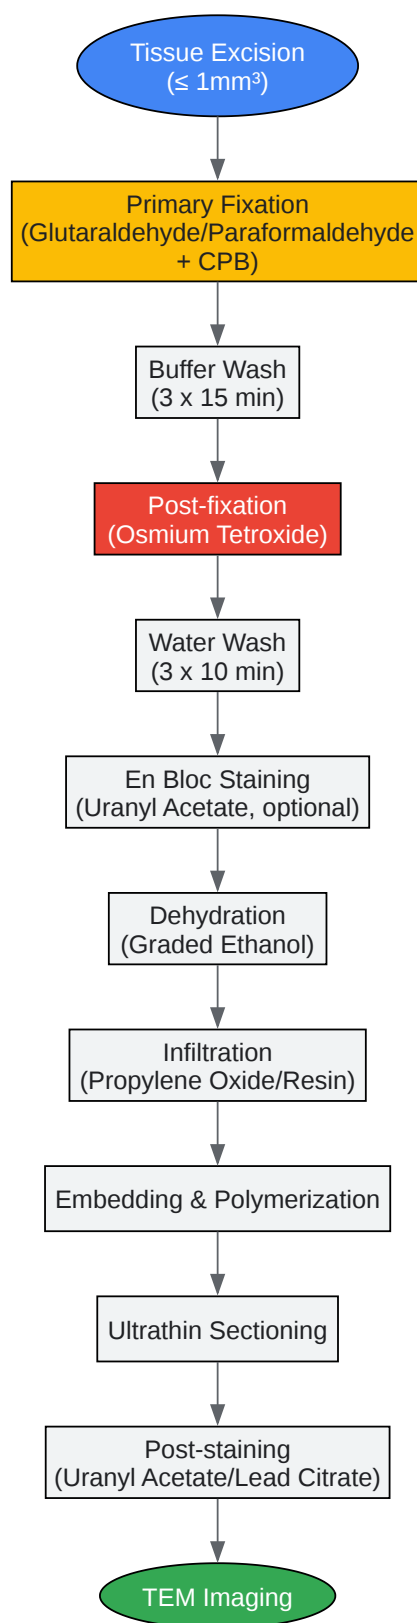 Tissue Excision
(≤ 1mm³)
Primary Fixation
(Glutaraldehyde/Paraformaldehyde
+ CPB)
Buffer Wash
(3 x 15 min)
Post-fixation
(Osmium Tetroxide)
Water Wash
(3 x 10 min)
En Bloc Staining
(Uranyl Acetate, optional)
Dehydration
(Graded Ethanol)
Infiltration
(Propylene Oxide/Resin)
Embedding & Polymerization
Ultrathin Sectioning
Post-staining
(Uranyl Acetate/Lead Citrate)
TEM Imaging